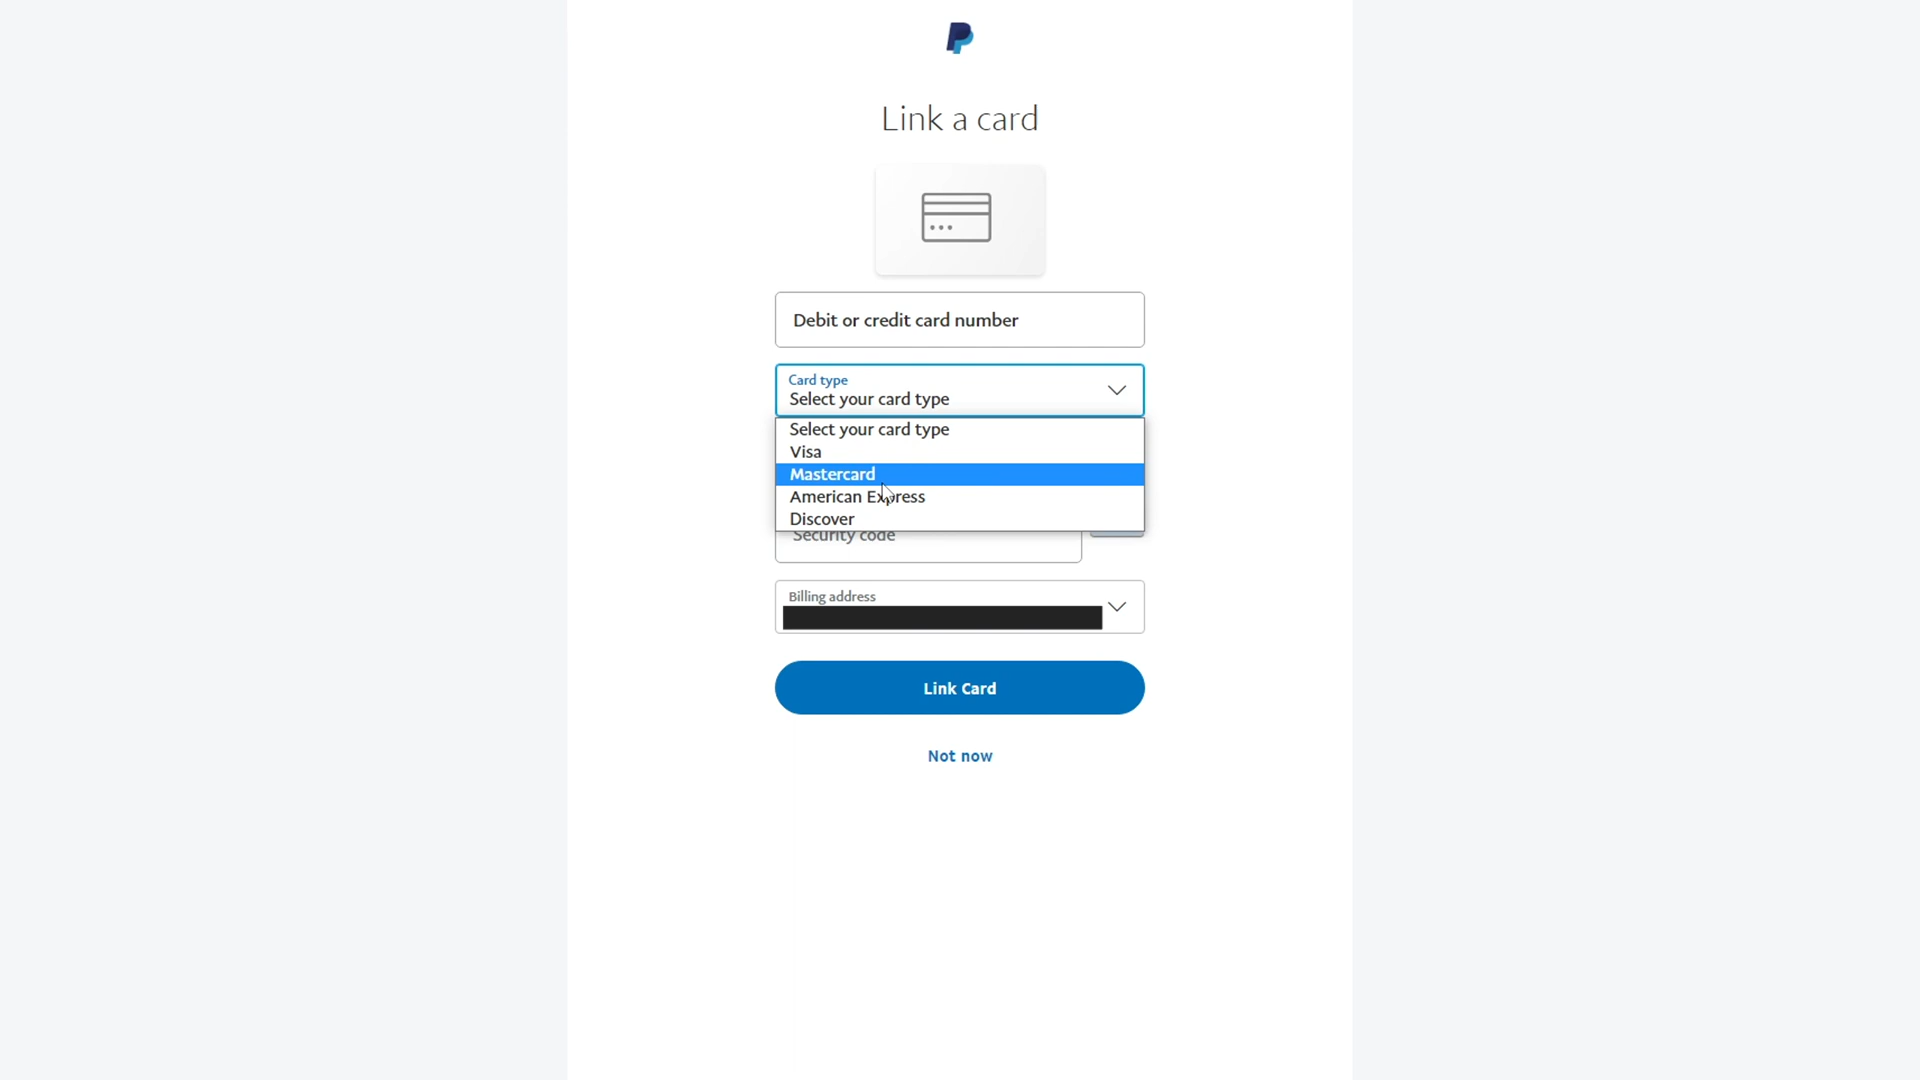 Link a card
Debit or credit card number
Card type
Select your card type
Select your card type
Visa
Mastercard
American Express
Discover
Security code
Billing address
Link Card
Not now